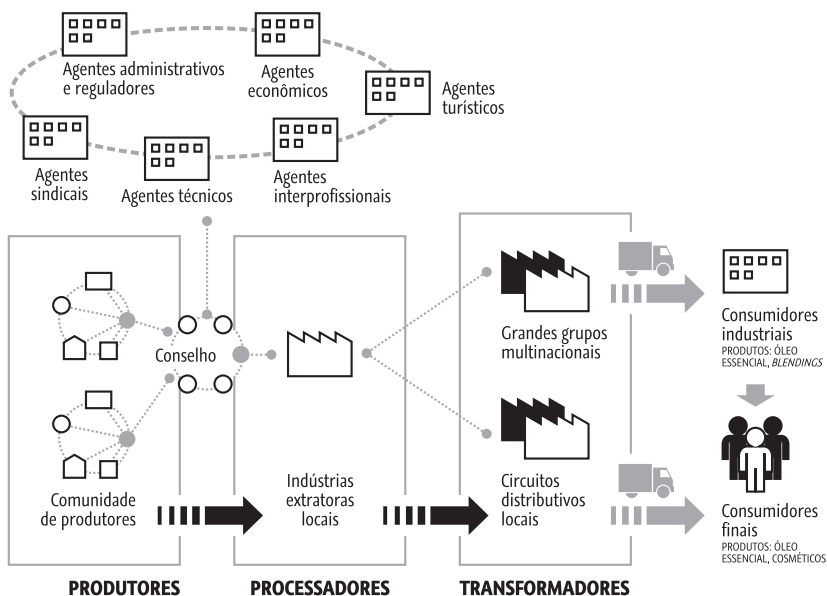 Agentes administrativos
e reguladores
Agentes
econômicos
Agentes
turísticos
Agentes
sindicais
Agentes técnicos
Agentes
interprofissionais
Conselho
Comunidade
de produtores
Indústrias
extratoras
locais
Grandes grupos
multinacionais
Circuitos
distributivos
locais
Consumidores
industriais
PRODUTOS: ÓLEO
ESSENCIAL, BLENDINGS
Consumidores
finais
PRODUTOS: ÓLEO
ESSENCIAL, COSMÉTICOS
PRODUTORES
PROCESSADORES
TRANSFORMADORES